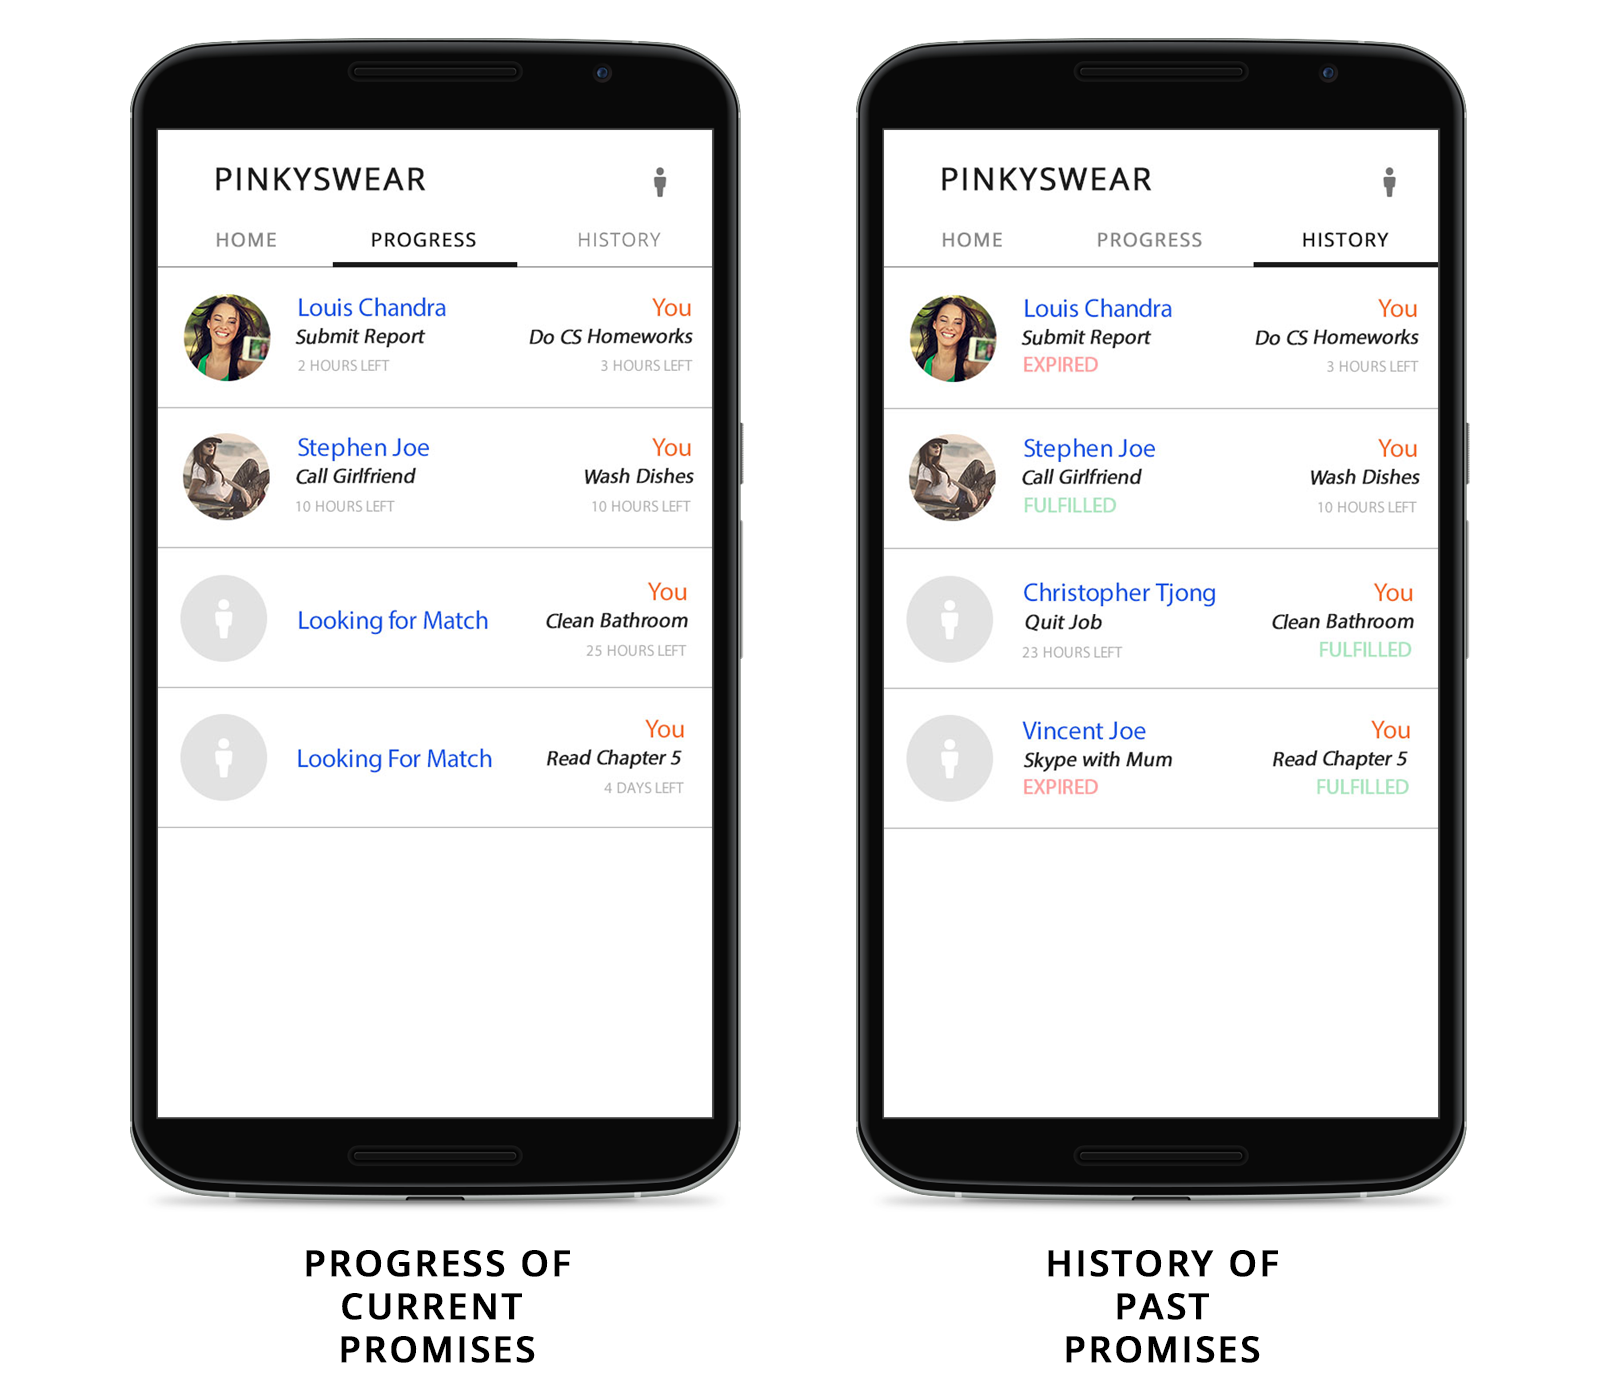 PINKYSWEAR
HOME PROGRESS HISTORY
Louis Chandra You
Submit Report Do CS Homeworks
2 HOURS LEFT 3 HOURS LEFT
Stephen Joe You
Call Girlfriend Wash Dishes
10 HOURS LEFT 10 HOURS LEFT
You
Looking for Match Clean Bathroom
25 HOURS LEFT
You
Looking For Match Read Chapter 5
4 DAYS LEFT
PROGRESS OF
CURRENT
PROMISES
PINKYSWEAR
HOME PROGRESS HISTORY
Louis Chandra You
Submit Report Do CS Homeworks
EXPIRED 3 HOURS LEFT
Stephen Joe You
Call Girlfriend Wash Dishes
FULFILLED 10 HOURS LEFT
Christopher Tjong You
Quit Job Clean Bathroom
23 HOURS LEFT FULFILLED
Vincent Joe You
Skype with Mum Read Chapter 5
EXPIRED FULFILLED
HISTORY OF
PAST
PROMISES